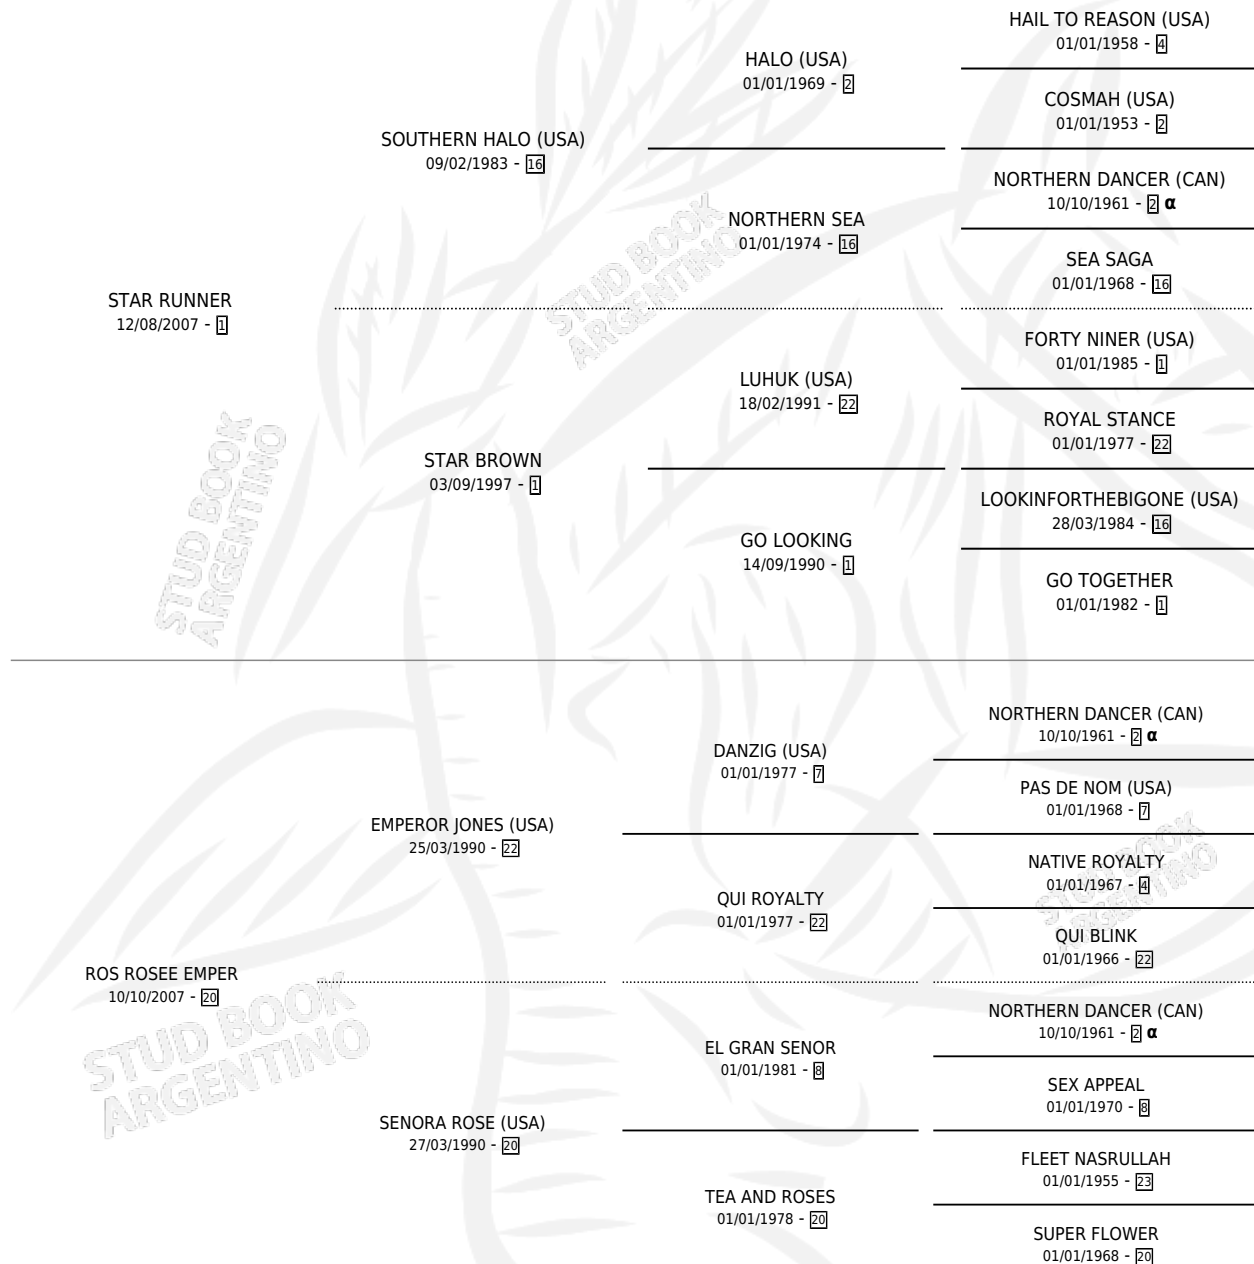 HAIL TO REASON (USA)
01/01/1958 - 4
HALO (USA)
01/01/1969 - 2
COSMAH (USA)
01/01/1953 - 2
SOUTHERN HALO (USA)
09/02/1983 - 16
NORTHERN DANCER (CAN)
10/10/1961 - 2 α
NORTHERN SEA
01/01/1974 - 16
SEA SAGA
01/01/1968 - 16
STAR RUNNER
12/08/2007 - 1
FORTY NINER (USA)
01/01/1985 - 1
LUHUK (USA)
18/02/1991 - 22
ROYAL STANCE
01/01/1977 - 22
STAR BROWN
03/09/1997 - 1
LOOKINFORTHEBIGONE (USA)
28/03/1984 - 16
GO LOOKING
14/09/1990 - 1
GO TOGETHER
01/01/1982 - 1
NORTHERN DANCER (CAN)
10/10/1961 - 2 α
DANZIG (USA)
01/01/1977 - 7
PAS DE NOM (USA)
01/01/1968 - 7
EMPEROR JONES (USA)
25/03/1990 - 22
NATIVE ROYALTY
01/01/1967 - 4
QUI ROYALTY
01/01/1977 - 22
QUI BLINK
01/01/1966 - 22
ROS ROSEE EMPER
10/10/2007 - 20
NORTHERN DANCER (CAN)
10/10/1961 - 2 α
EL GRAN SENOR
01/01/1981 - 8
SEX APPEAL
01/01/1970 - 8
SENORA ROSE (USA)
27/03/1990 - 20
FLEET NASRULLAH
01/01/1955 - 23
TEA AND ROSES
01/01/1978 - 20
SUPER FLOWER
01/01/1968 - 20
STUD BOOK
ARGENTINO
STUD BOOK
ARGENTINO
STUD BOOK
ARGENTINO
STUD BOOK
ARGENTINO